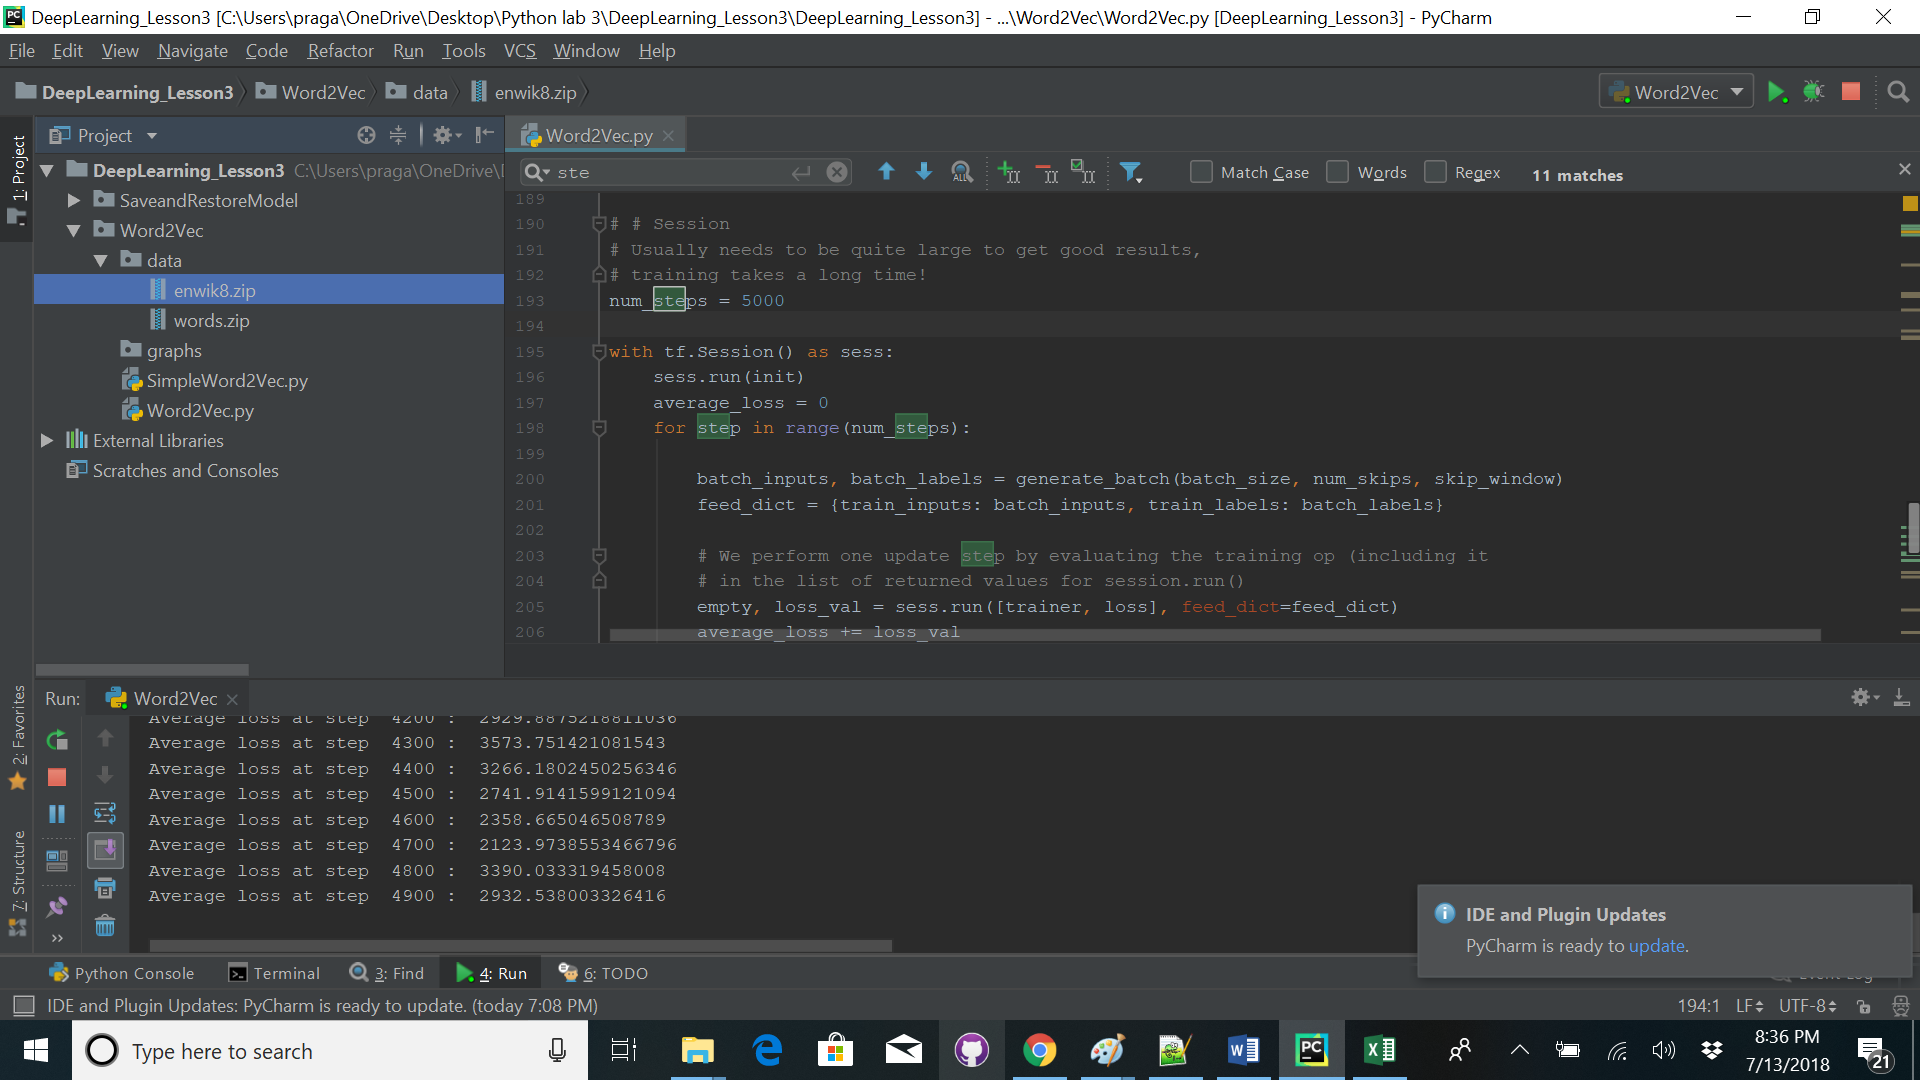 DeepLearning_Lesson3 [C:\Users\praga\OneDrive\Desktop\Python lab 3\DeepLearning_Lesson3\DeepLearning_Lesson3] - ...\Word2Vec\Word2Vec.py [DeepLearning_Lesson3] - PyCharm
File Edit View Navigate Code Refactor Run Tools VCS Window Help
DeepLearning_Lesson3 Word2Vec data enwik8.zip Word2Vec
Project Word2Vec.py
1: Project
DeepLearning_Lesson3 C:\Users\praga\OneDrive\
SaveandRestoreModel
Word2Vec
data
enwik8.zip
words.zip
graphs
SimpleWord2Vec.py
Word2Vec.py
External Libraries
Scratches and Consoles
ste Match Case Words Regex 11 matches
189
190 # # Session
191 # Usually needs to be quite large to get good results,
192 # training takes a long time!
193 num_steps = 5000
194
195 with tf.Session() as sess:
196 sess.run(init)
197 average_loss = 0
198 for step in range(num_steps):
199
200 batch_inputs, batch_labels = generate_batch(batch_size, num_skips, skip_window)
201 feed_dict = {train_inputs: batch_inputs, train_labels: batch_labels}
202
203 # We perform one update step by evaluating the training op (including it
204 # in the list of returned values for session.run()
205 empty, loss_val = sess.run([trainer, loss], feed_dict=feed_dict)
206 average_loss += loss_val
2: Favorites
7: Structure
Run: Word2Vec
Average loss at step 4200 : 2929.8875218811036
Average loss at step 4300 : 3573.751421081543
Average loss at step 4400 : 3266.1802450256346
Average loss at step 4500 : 2741.9141599121094
Average loss at step 4600 : 2358.665046508789
Average loss at step 4700 : 2123.9738553466796
Average loss at step 4800 : 3390.033319458008
Average loss at step 4900 : 2932.538003326416
IDE and Plugin Updates
PyCharm is ready to update.
Python Console Terminal 3: Find 4: Run 6: TODO Event Log
IDE and Plugin Updates: PyCharm is ready to update. (today 7:08 PM) 194:1 LF UTF-8
Type here to search
8:36 PM
7/13/2018
21